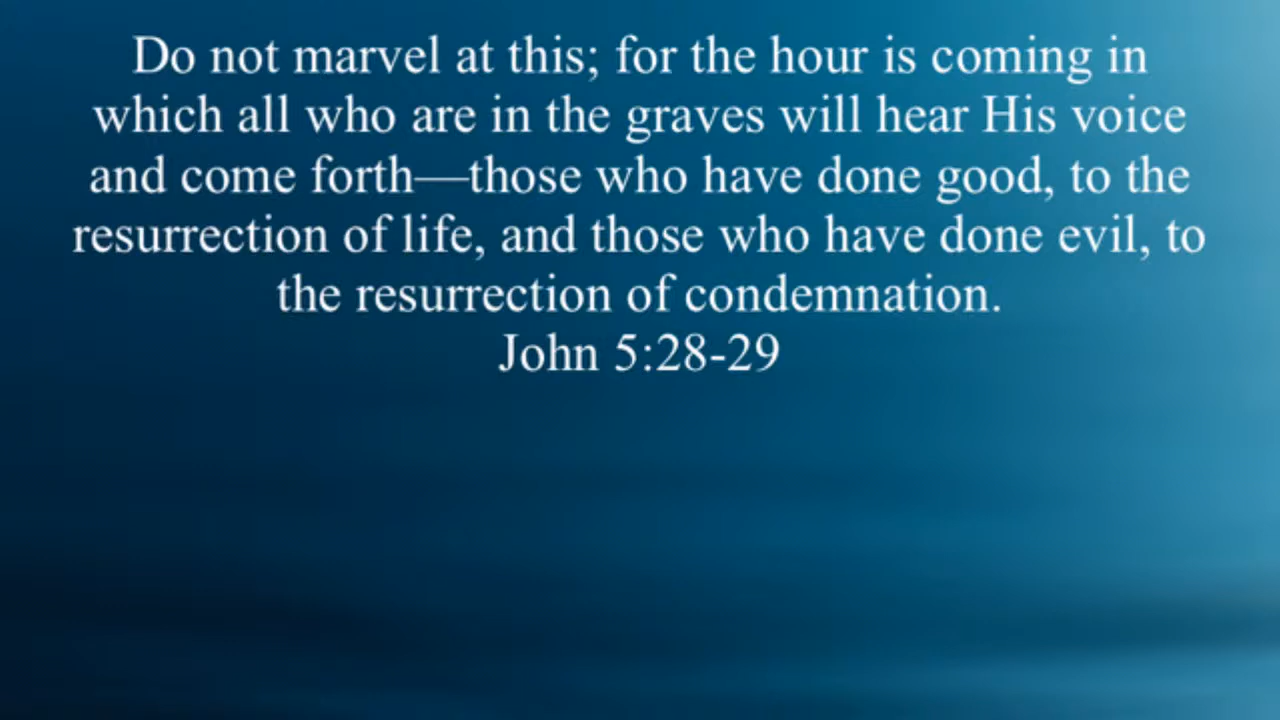 Do not marvel at this; for the hour is coming in
which all who are in the graves will hear His voice
and come forth—those who have done good, to the
resurrection of life, and those who have done evil, to
the resurrection of condemnation.
John 5:28-29